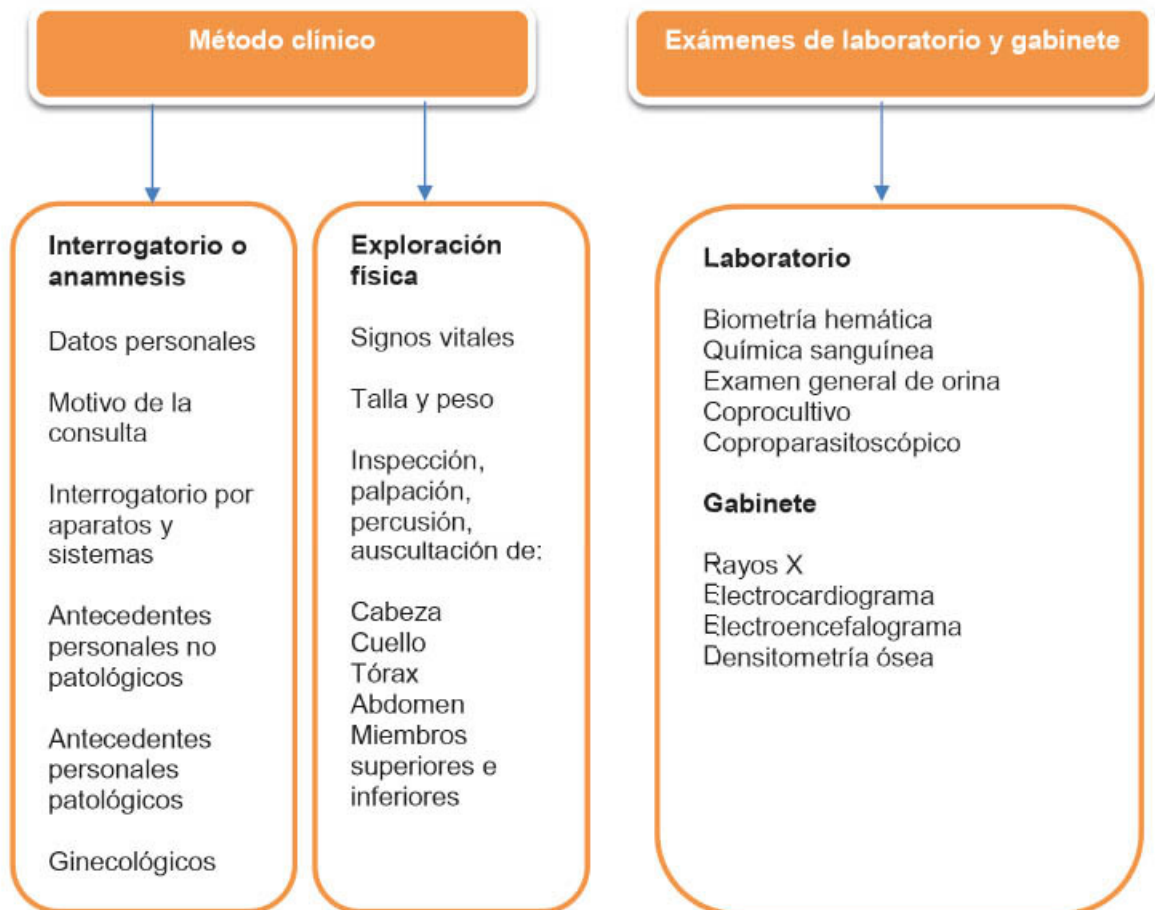 Método clínico
Exámenes de laboratorio y gabinete
Interrogatorio o
anamnesis
Datos personales
Motivo de la
consulta
Interrogatorio por
aparatos y
sistemas
Antecedentes
personales no
patológicos
Antecedentes
personales
patológicos
Ginecológicos
Exploración
física
Signos vitales
Talla y peso
Inspección,
palpación,
percusión,
auscultación de:
Cabeza
Cuello
Tórax
Abdomen
Miembros
superiores e
inferiores
Laboratorio
Biometría hemática
Química sanguínea
Examen general de orina
Coprocultivo
Coproparasitoscópico
Gabinete
Rayos X
Electrocardiograma
Electroencefalograma
Densitometría ósea